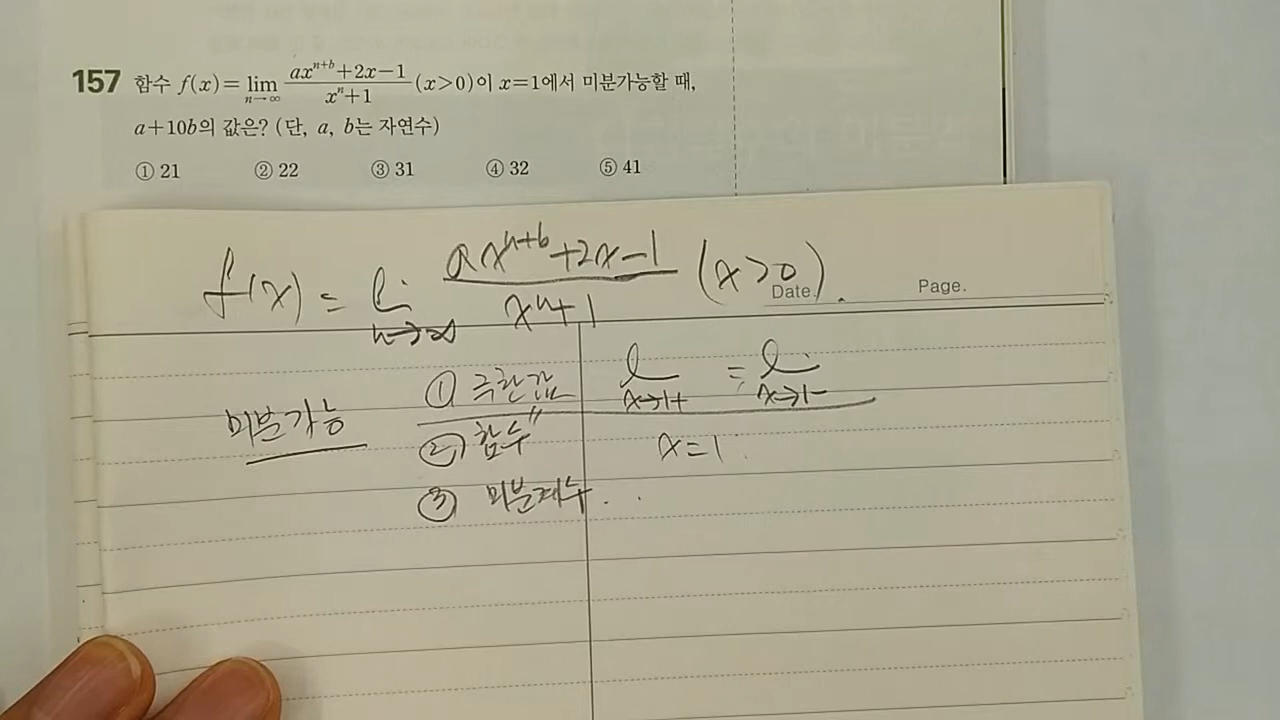 157 함수 f(x)=lim_{n→∞} (ax^{n+b}+2x−1)/(x^n+1) (x>0)이 x=1에서 미분가능할 때,
a+10b의 값은? (단, a, b는 자연수)
① 21 ② 22 ③ 31 ④ 32 ⑤ 41
f(x) = lim_{n→∞} (ax^{n+b}+2x−1)/(x^n+1) (x>0).
Date. Page.
① 극한값 lim_{x→1+} = lim_{x→1−}
미분가능
② 함수 〃 x=1
③ 미분계수